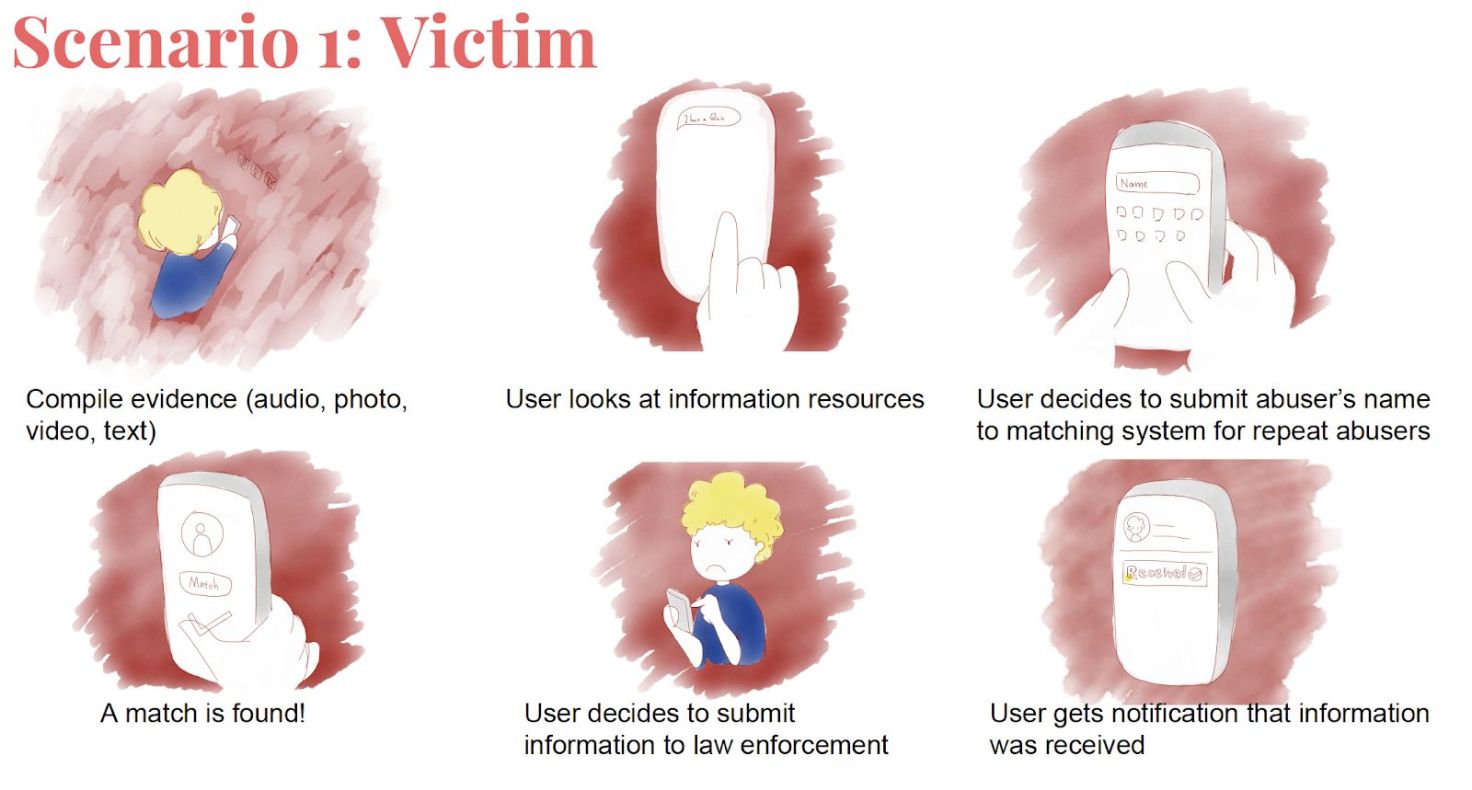 Scenario 1: Victim
I have a
Name
Compile evidence (audio, photo,
video, text)
User looks at information resources
User decides to submit abuser's name
to matching system for repeat abusers
Match
Received
A match is found!
User decides to submit
information to law enforcement
User gets notification that information
was received